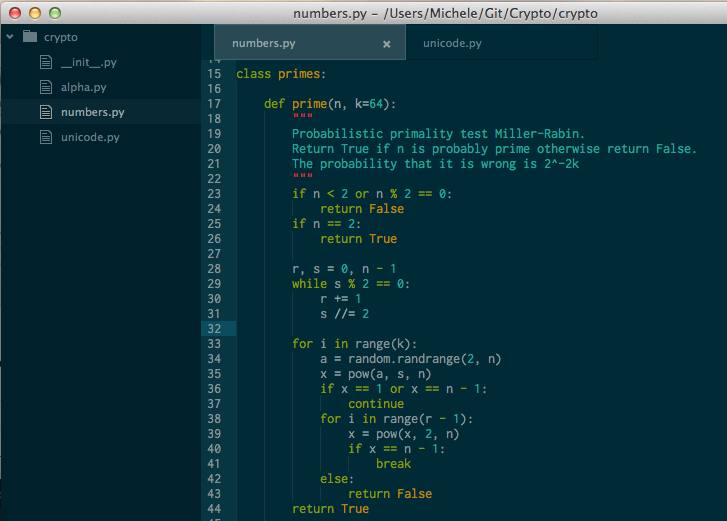 numbers.py – /Users/Michele/Git/Crypto/crypto
crypto
__init__.py
alpha.py
numbers.py
unicode.py
numbers.py × unicode.py
14
15 class primes:
16
17     def prime(n, k=64):
18         """
19         Probabilistic primality test Miller-Rabin.
20         Return True if n is probably prime otherwise return False.
21         The probability that it is wrong is 2^-2k
22         """
23         if n < 2 or n % 2 == 0:
24             return False
25         if n == 2:
26             return True
27
28         r, s = 0, n - 1
29         while s % 2 == 0:
30             r += 1
31             s //= 2
32
33         for i in range(k):
34             a = random.randrange(2, n)
35             x = pow(a, s, n)
36             if x == 1 or x == n - 1:
37                 continue
38             for i in range(r - 1):
39                 x = pow(x, 2, n)
40                 if x == n - 1:
41                     break
42             else:
43                 return False
44         return True